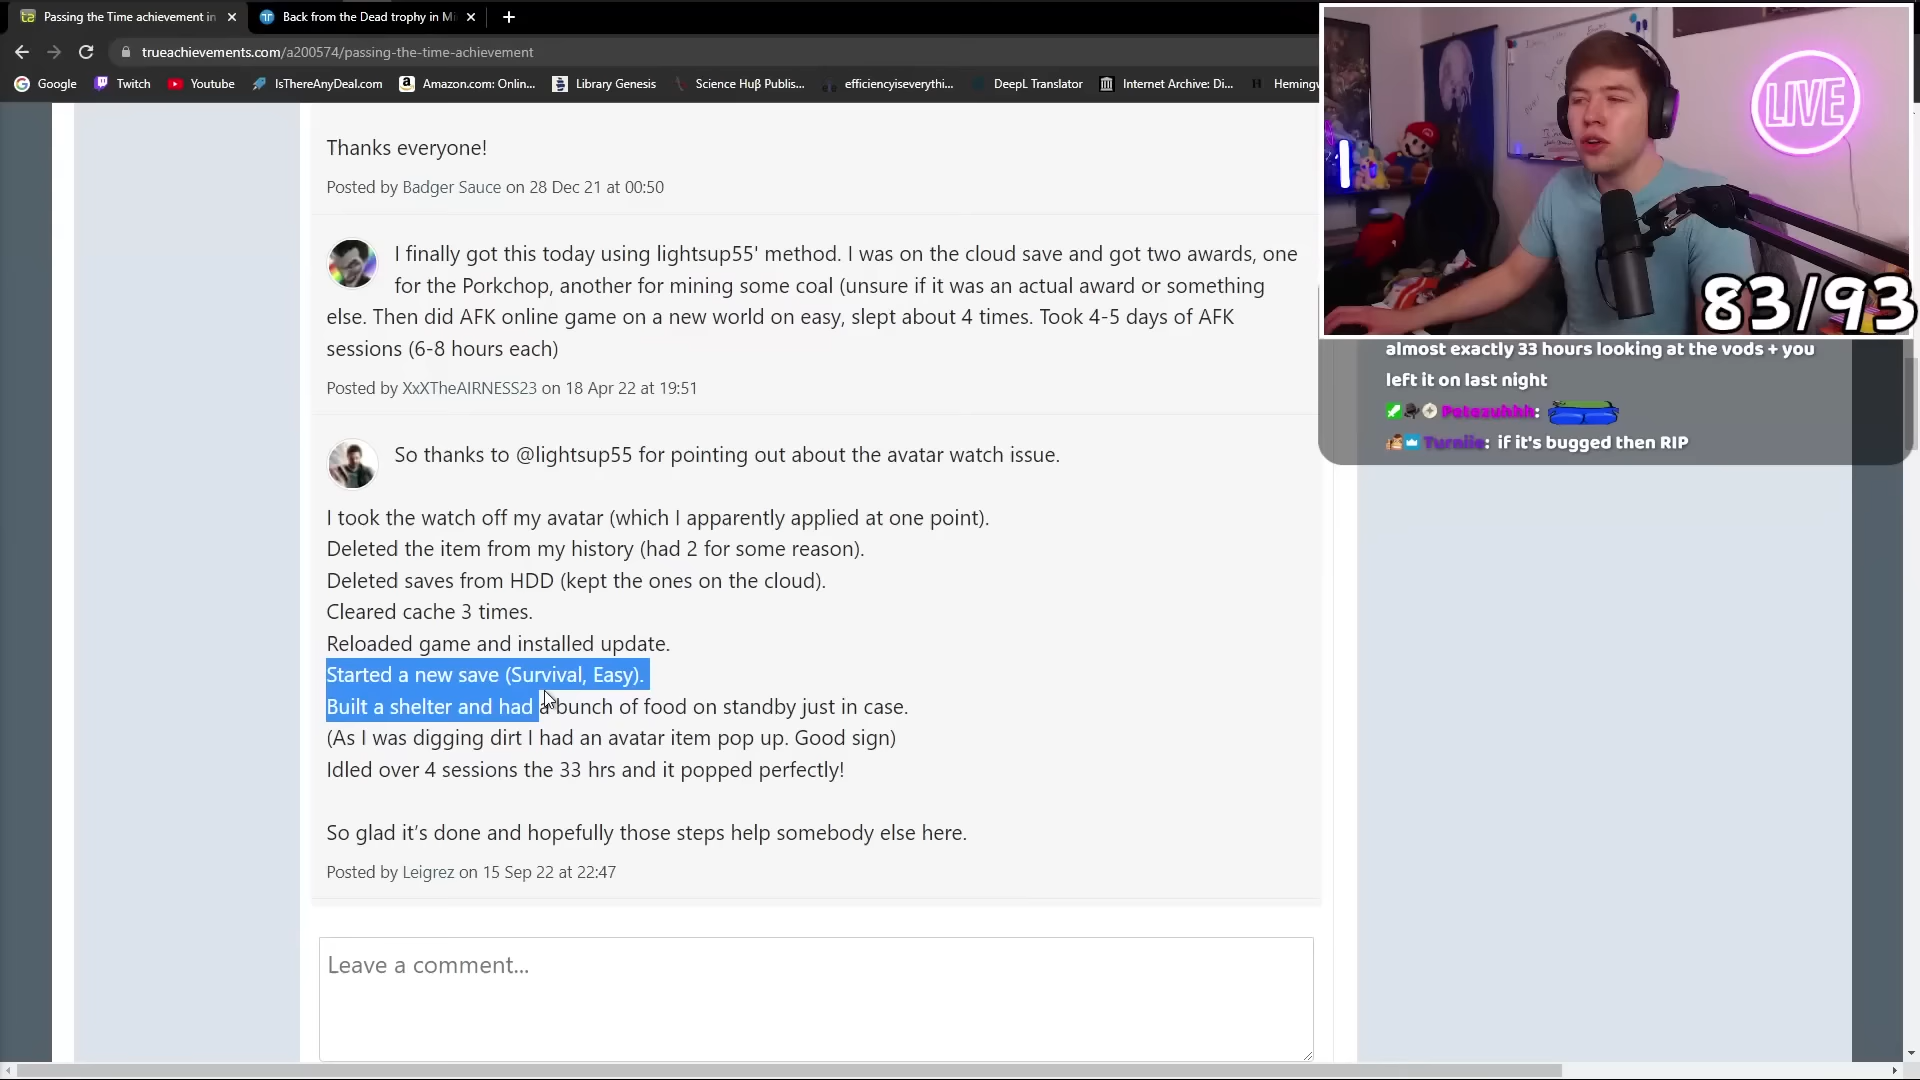 Passing the Time achievement in
Back from the Dead trophy in Mi
trueachievements.com/a200574/passing-the-time-achievement
Google
Twitch
Youtube
IsThereAnyDeal.com
Amazon.com: Onlin...
Library Genesis
Science Huβ Publis...
efficiencyiseverythi...
DeepL Translator
Internet Archive: Di...
Heming
Thanks everyone!
Posted by Badger Sauce on 28 Dec 21 at 00:50
I finally got this today using lightsup55' method. I was on the cloud save and got two awards, one
for the Porkchop, another for mining some coal (unsure if it was an actual award or something
else. Then did AFK online game on a new world on easy, slept about 4 times. Took 4-5 days of AFK
sessions (6-8 hours each)
Posted by XxXTheAIRNESS23 on 18 Apr 22 at 19:51
So thanks to @lightsup55 for pointing out about the avatar watch issue.
I took the watch off my avatar (which I apparently applied at one point).
Deleted the item from my history (had 2 for some reason).
Deleted saves from HDD (kept the ones on the cloud).
Cleared cache 3 times.
Reloaded game and installed update.
Started a new save (Survival, Easy).
Built a shelter and had a bunch of food on standby just in case.
(As I was digging dirt I had an avatar item pop up. Good sign)
Idled over 4 sessions the 33 hrs and it popped perfectly!
So glad it’s done and hopefully those steps help somebody else here.
Posted by Leigrez on 15 Sep 22 at 22:47
Leave a comment...
LIVE
83/93
almost exactly 33 hours looking at the vods + you
left it on last night
Potazuhhh:
Turniie: if it's bugged then RIP